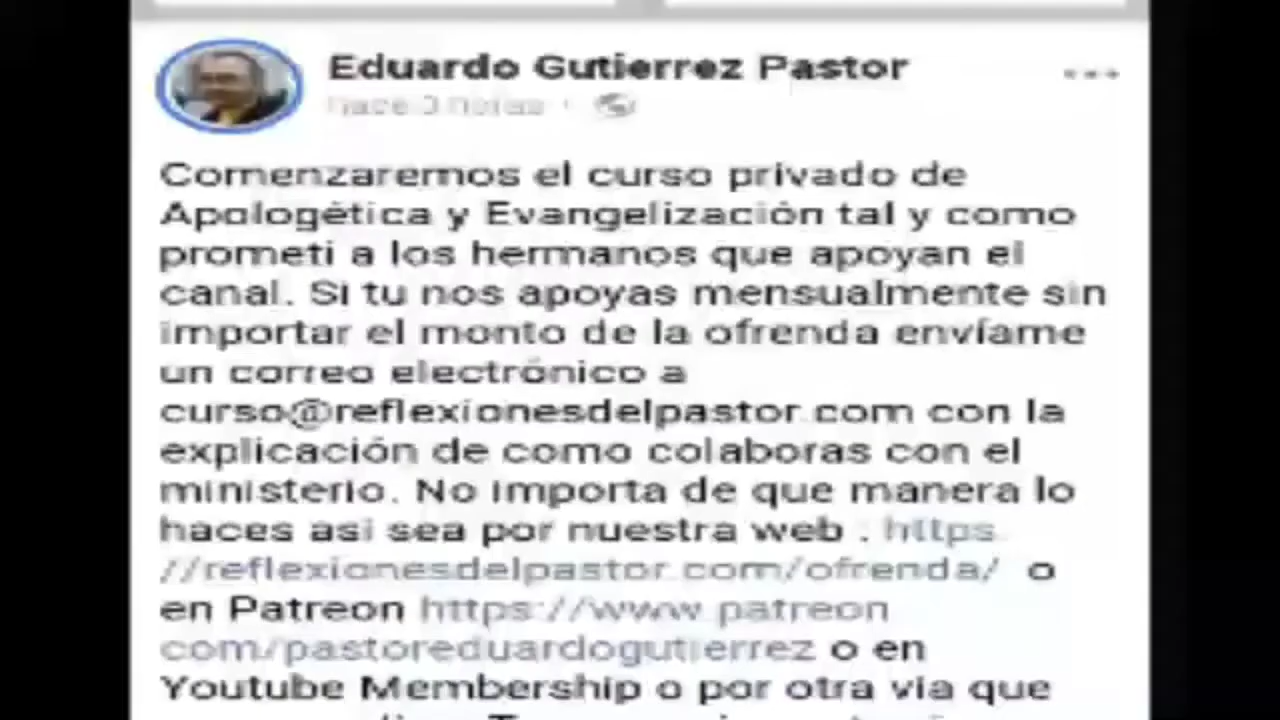 Eduardo Gutierrez Pastor
hace 3 horas ·
Comenzaremos el curso privado de
Apologética y Evangelización tal y como
prometi a los hermanos que apoyan el
canal. Si tu nos apoyas mensualmente sin
importar el monto de la ofrenda envíame
un correo electrónico a
curso@reflexionesdelpastor.com con la
explicación de como colaboras con el
ministerio. No importa de que manera lo
haces asi sea por nuestra web : https:
//reflexionesdelpastor.com/ofrenda/ o
en Patreon https://www.patreon.
com/pastoreduardogutierrez o en
Youtube Membership o por otra via que